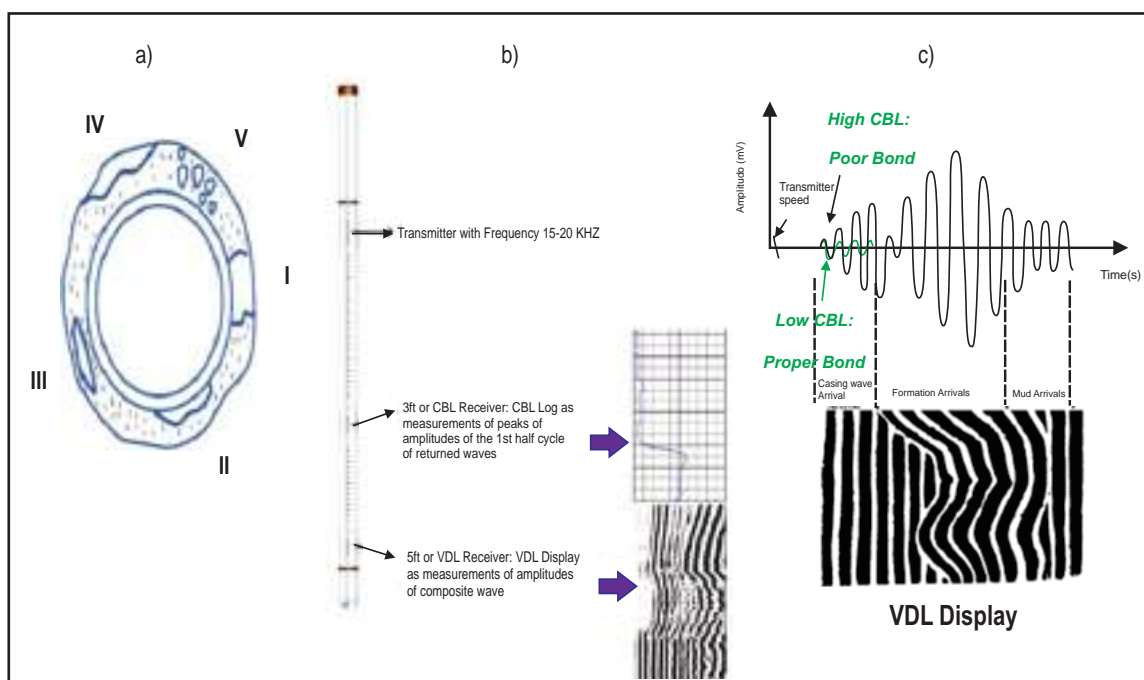 a)
IV
V
I
III
II
b)
Transmitter with Frequency 15-20 KHZ
3ft or CBL Receiver: CBL Log as
measurements of peaks of
amplitudes of the 1st half cycle
of returned waves
5ft or VDL Receiver: VDL Display
as measurements of amplitudes
of composite wave
c)
High CBL:
Poor Bond
Amplitudo (mV)
Transmitter
speed
Time(s)
Low CBL:
Proper Bond
Casing wave
Arrival
Formation Arrivals
Mud Arrivals
VDL Display